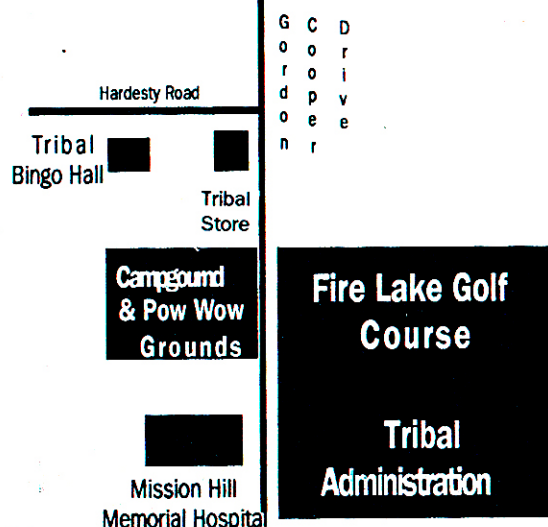 Gordon
Cooper
Drive
Hardesty Road
Tribal
Bingo Hall
Tribal
Store
Campgournd
& Pow Wow
Grounds
Fire Lake Golf
Course
Tribal
Administration
Mission Hill
Memorial Hospital